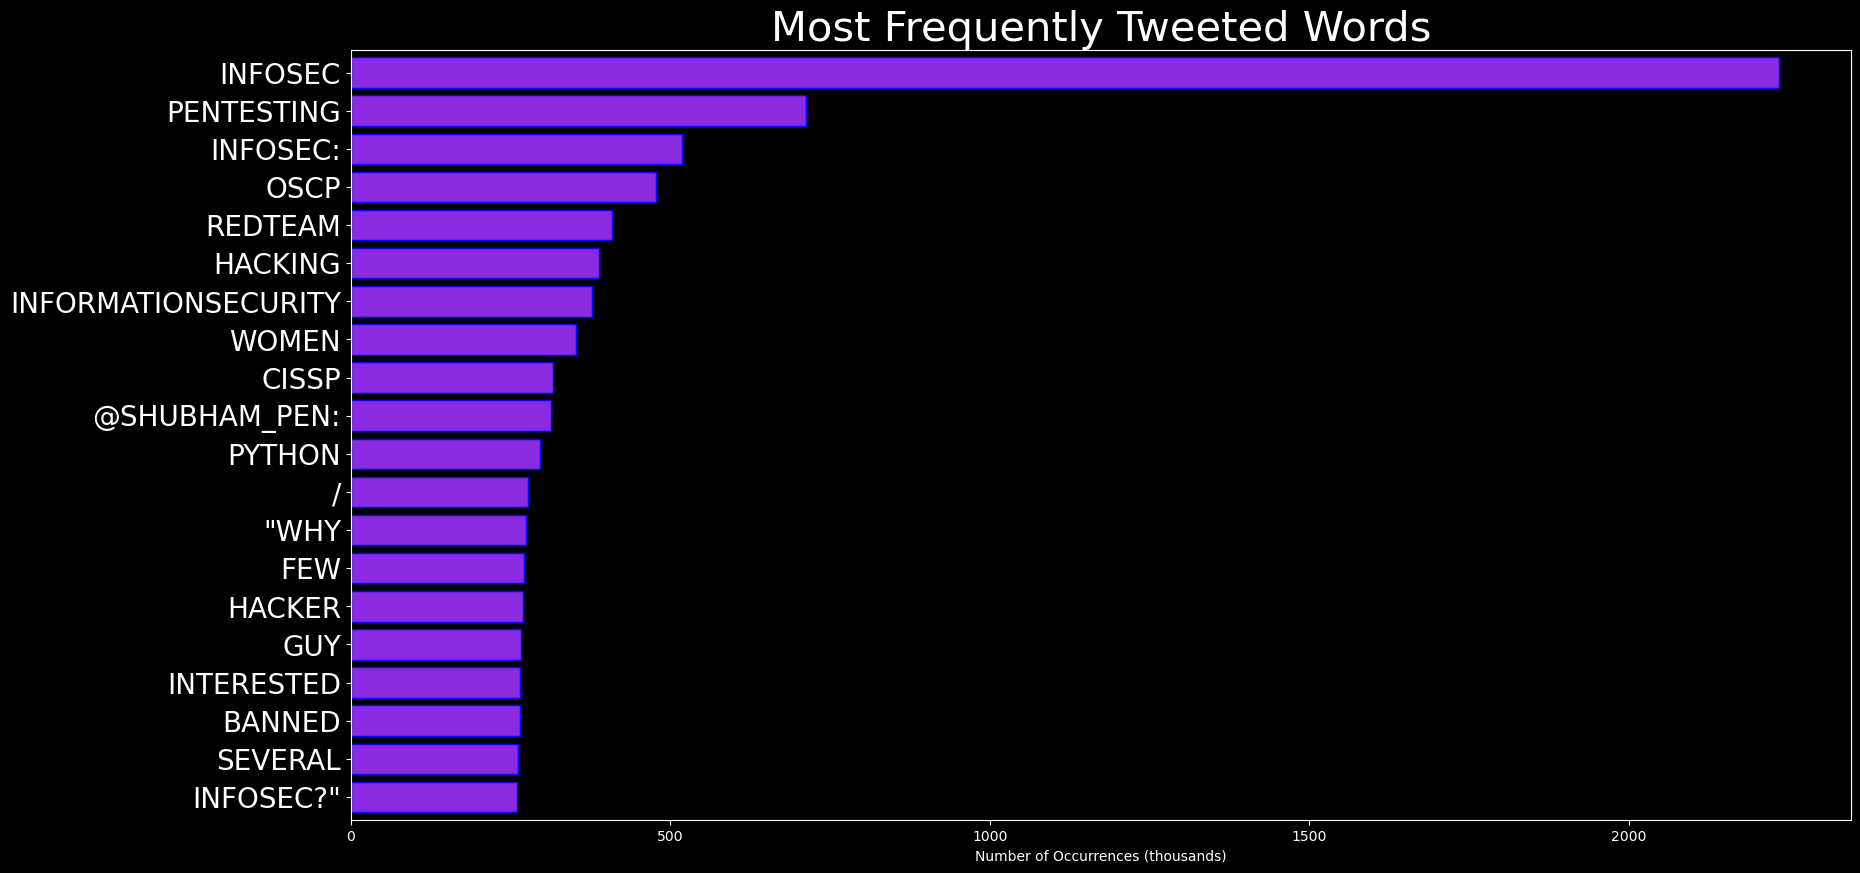 Most Frequently Tweeted Words
INFOSEC
PENTESTING
INFOSEC:
OSCP
REDTEAM
HACKING
INFORMATIONSECURITY
WOMEN
CISSP
@SHUBHAM_PEN:
PYTHON
/
"WHY
FEW
HACKER
GUY
INTERESTED
BANNED
SEVERAL
INFOSEC?"
0 500 1000 1500 2000
Number of Occurrences (thousands)